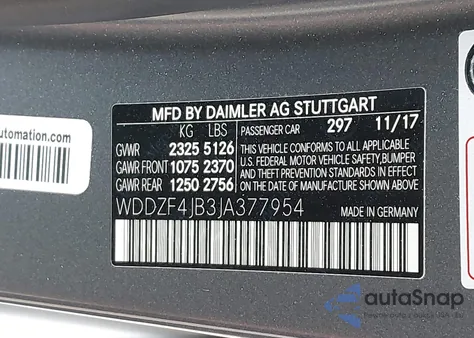 MFD BY DAIMLER AG STUTTGART
KG LBS
GVWR 2325 5126 PASSENGER CAR 297 11/17
GAWR FRONT 1075 2370
GAWR REAR 1250 2756
THIS VEHICLE CONFORMS TO ALL APPLICABLE
U.S. FEDERAL MOTOR VEHICLE SAFETY, BUMPER
AND THEFT PREVENTION STANDARDS IN EFFECT
ON THE DATE OF MANUFACTURE SHOWN ABOVE.
WDDZF4JB3JA377954 MADE IN GERMANY
automation.com
autoSnap